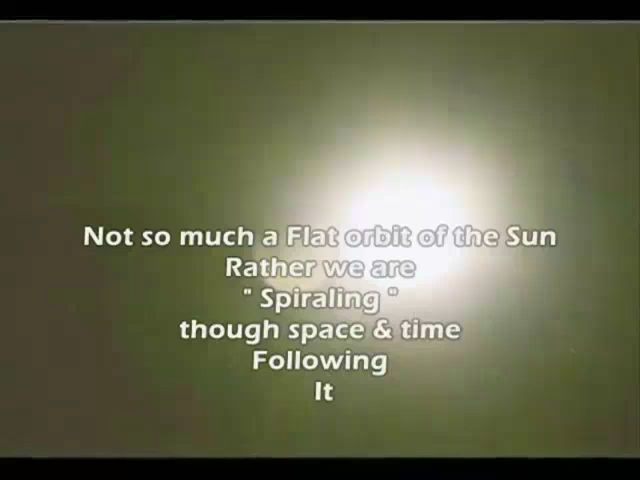 Not so much a Flat orbit of the Sun
Rather we are
" Spiraling "
though space & time
Following
It